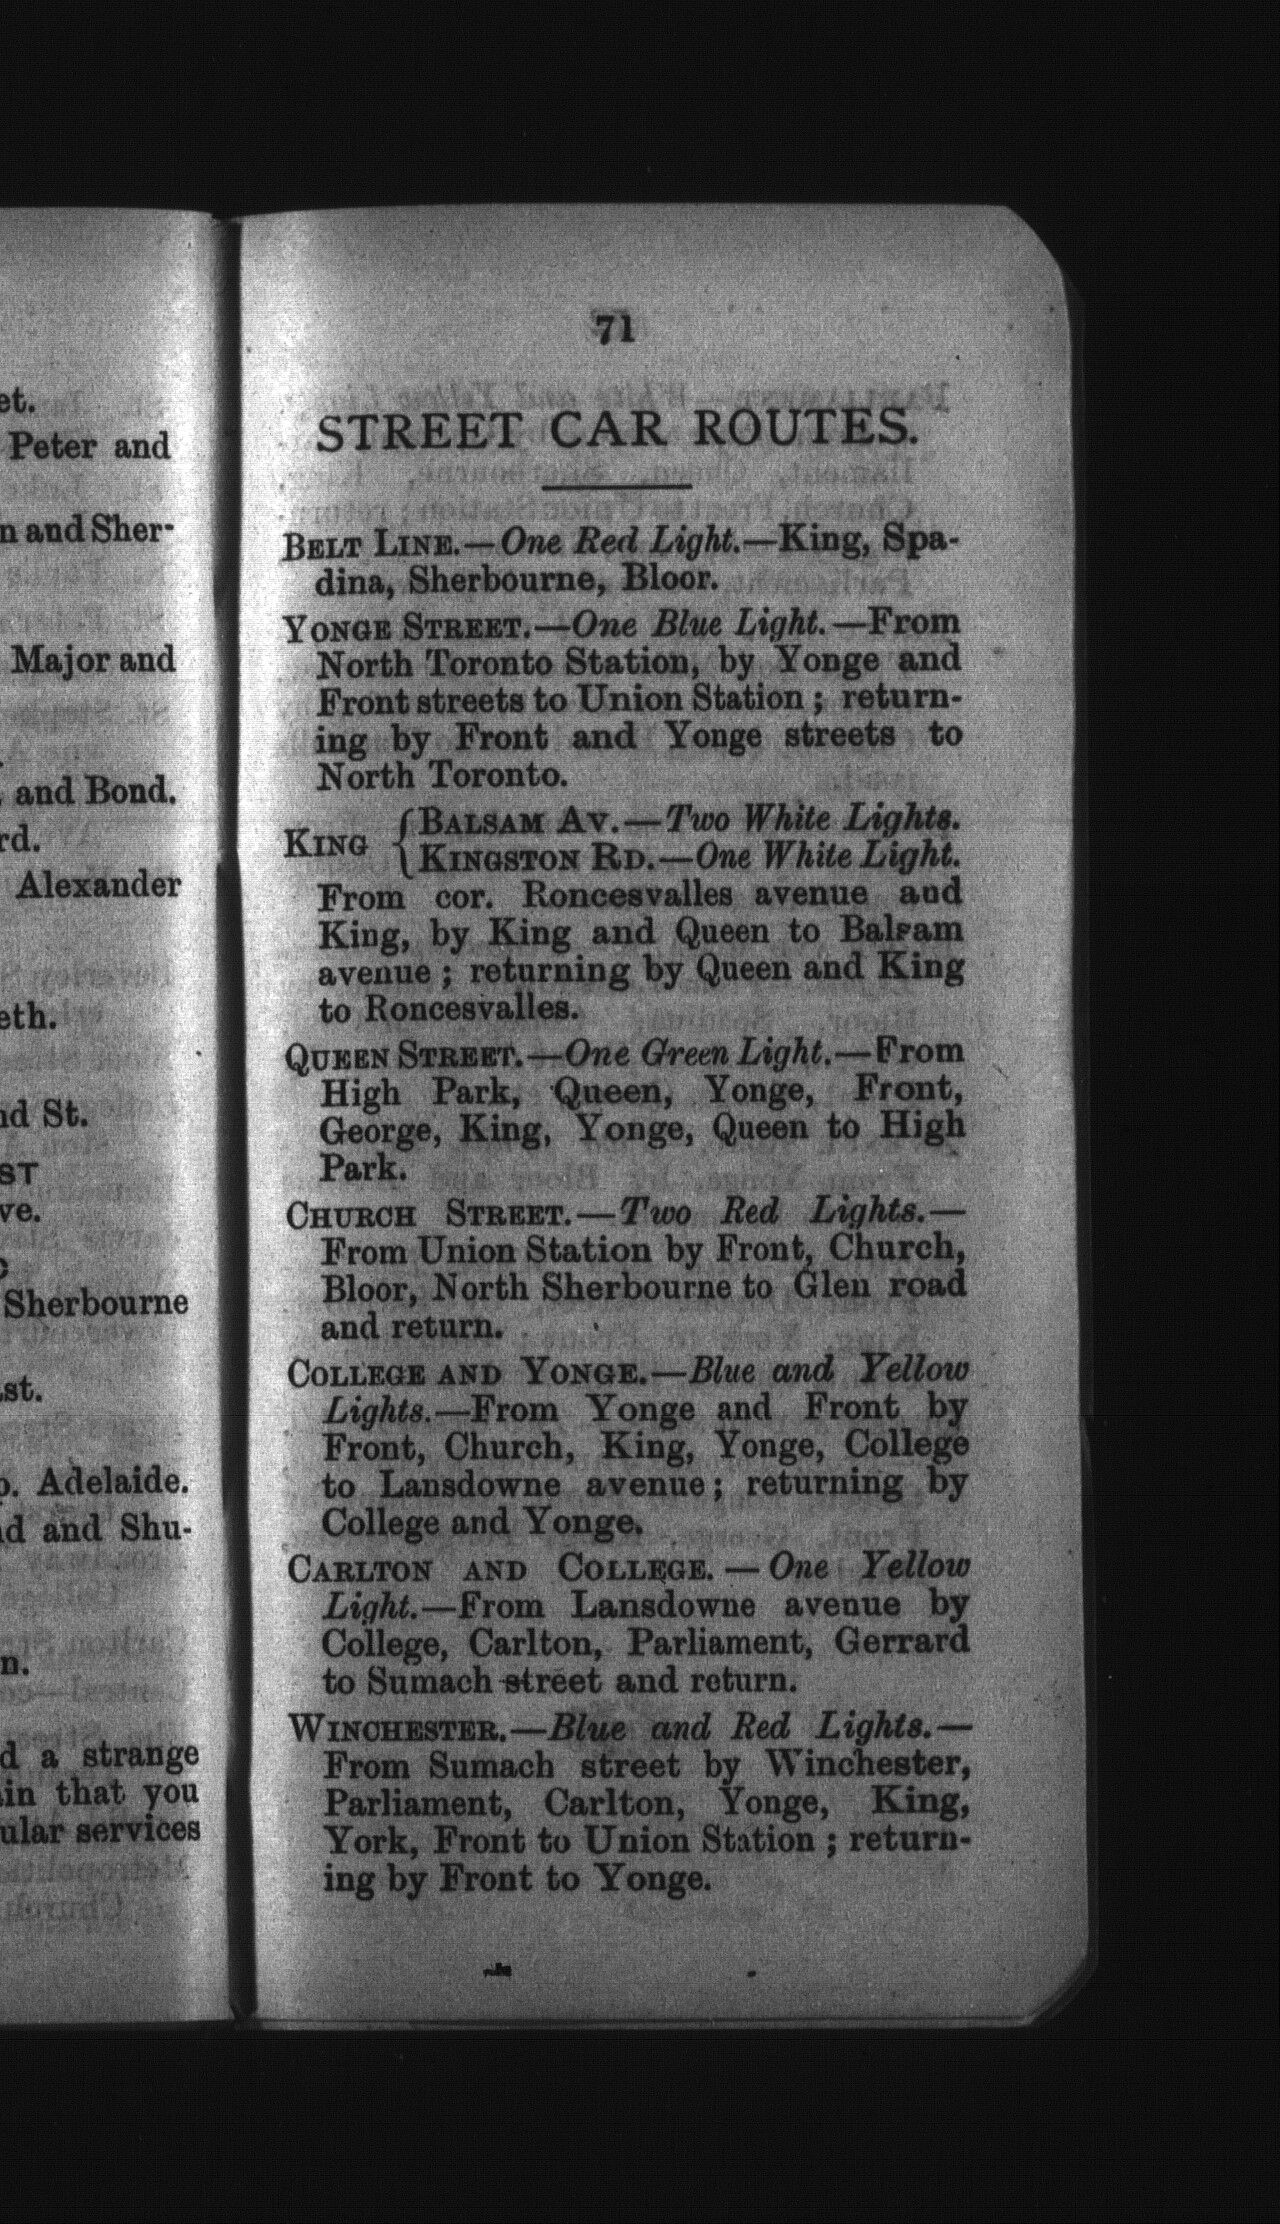 et.
Peter and
n and Sher-
Major and
and Bond.
rd.
Alexander
eth.
nd St.
ST
ve.
Sherbourne
st.
p. Adelaide.
d and Shu-
n.
d a strange
in that you
ular services
71
STREET CAR ROUTES.
BELT LINE.—One Red Light.—King, Spa-
dina, Sherbourne, Bloor.
YONGE STREET.—One Blue Light.—From
North Toronto Station, by Yonge and
Front streets to Union Station ; return-
ing by Front and Yonge streets to
North Toronto.
KING { BALSAM AV.—Two White Lights.
KINGSTON RD.—One White Light.
From cor. Roncesvalles avenue and
King, by King and Queen to Balsam
avenue ; returning by Queen and King
to Roncesvalles.
QUEEN STREET.—One Green Light.—From
High Park, Queen, Yonge, Front,
George, King, Yonge, Queen to High
Park.
CHURCH STREET.—Two Red Lights.—
From Union Station by Front, Church,
Bloor, North Sherbourne to Glen road
and return.
COLLEGE AND YONGE.—Blue and Yellow
Lights.—From Yonge and Front by
Front, Church, King, Yonge, College
to Lansdowne avenue ; returning by
College and Yonge.
CARLTON AND COLLEGE.—One Yellow
Light.—From Lansdowne avenue by
College, Carlton, Parliament, Gerrard
to Sumach street and return.
WINCHESTER.—Blue and Red Lights.—
From Sumach street by Winchester,
Parliament, Carlton, Yonge, King,
York, Front to Union Station ; return-
ing by Front to Yonge.